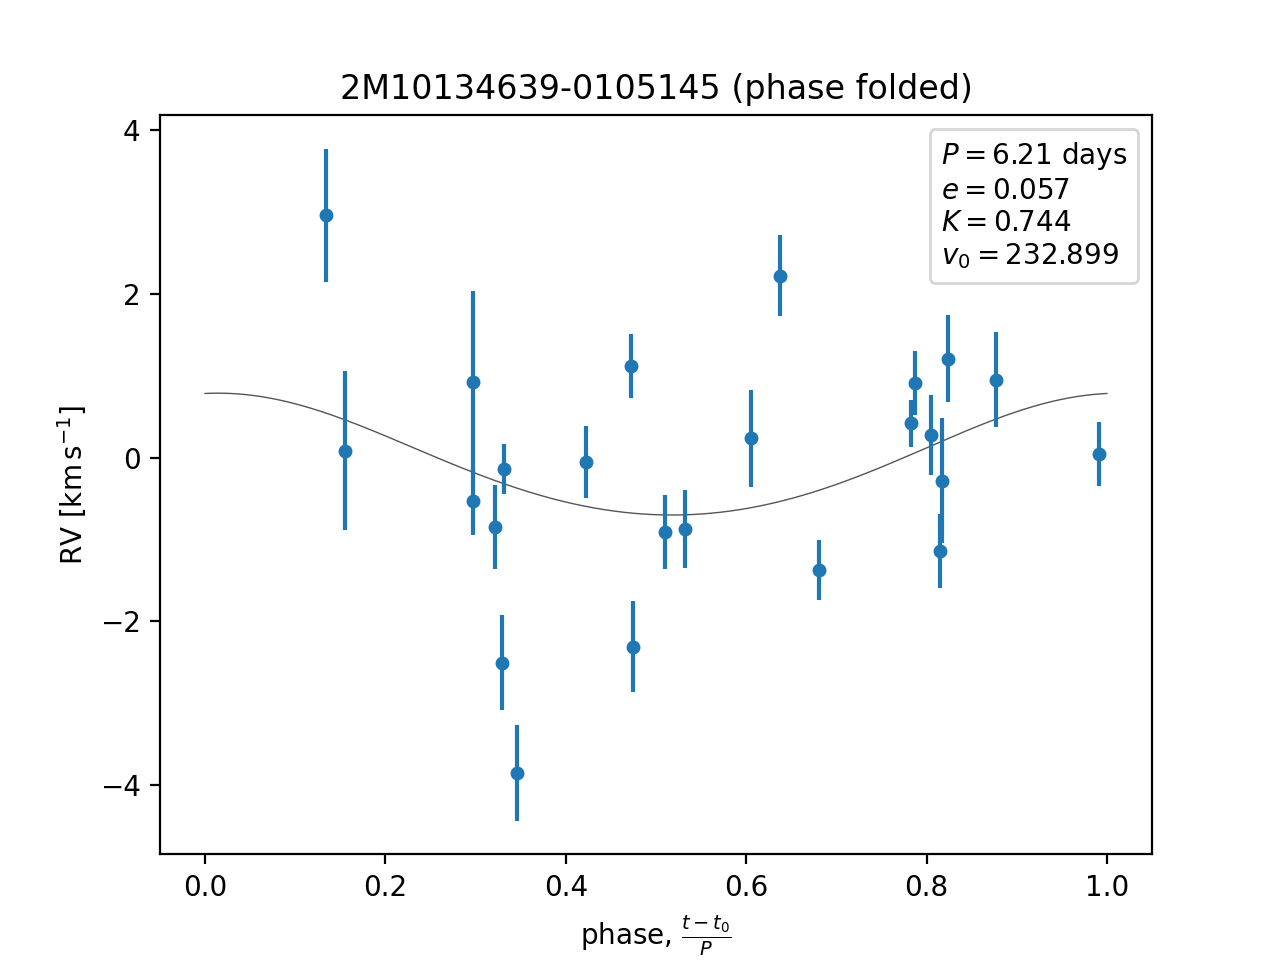 2M10134639-0105145 (phase folded)
P = 6.21 days
e = 0.057
K = 0.744
v₀ = 232.899
4
2
0
−2
−4
RV [km s⁻¹]
0.0 0.2 0.4 0.6 0.8 1.0
phase, (t − t₀)/P